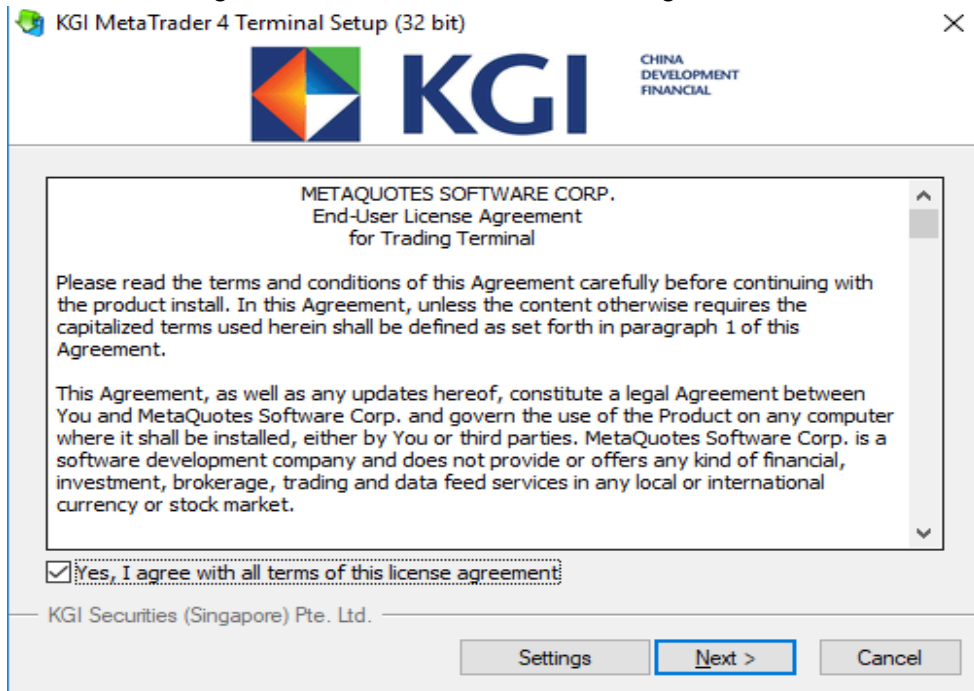 KGI MetaTrader 4 Terminal Setup (32 bit)
KGI
CHINA
DEVELOPMENT
FINANCIAL
METAQUOTES SOFTWARE CORP.
End-User License Agreement
for Trading Terminal
Please read the terms and conditions of this Agreement carefully before continuing with
the product install. In this Agreement, unless the content otherwise requires the
capitalized terms used herein shall be defined as set forth in paragraph 1 of this
Agreement.
This Agreement, as well as any updates hereof, constitute a legal Agreement between
You and MetaQuotes Software Corp. and govern the use of the Product on any computer
where it shall be installed, either by You or third parties. MetaQuotes Software Corp. is a
software development company and does not provide or offers any kind of financial,
investment, brokerage, trading and data feed services in any local or international
currency or stock market.
Yes, I agree with all terms of this license agreement
KGI Securities (Singapore) Pte. Ltd.
Settings
Next >
Cancel